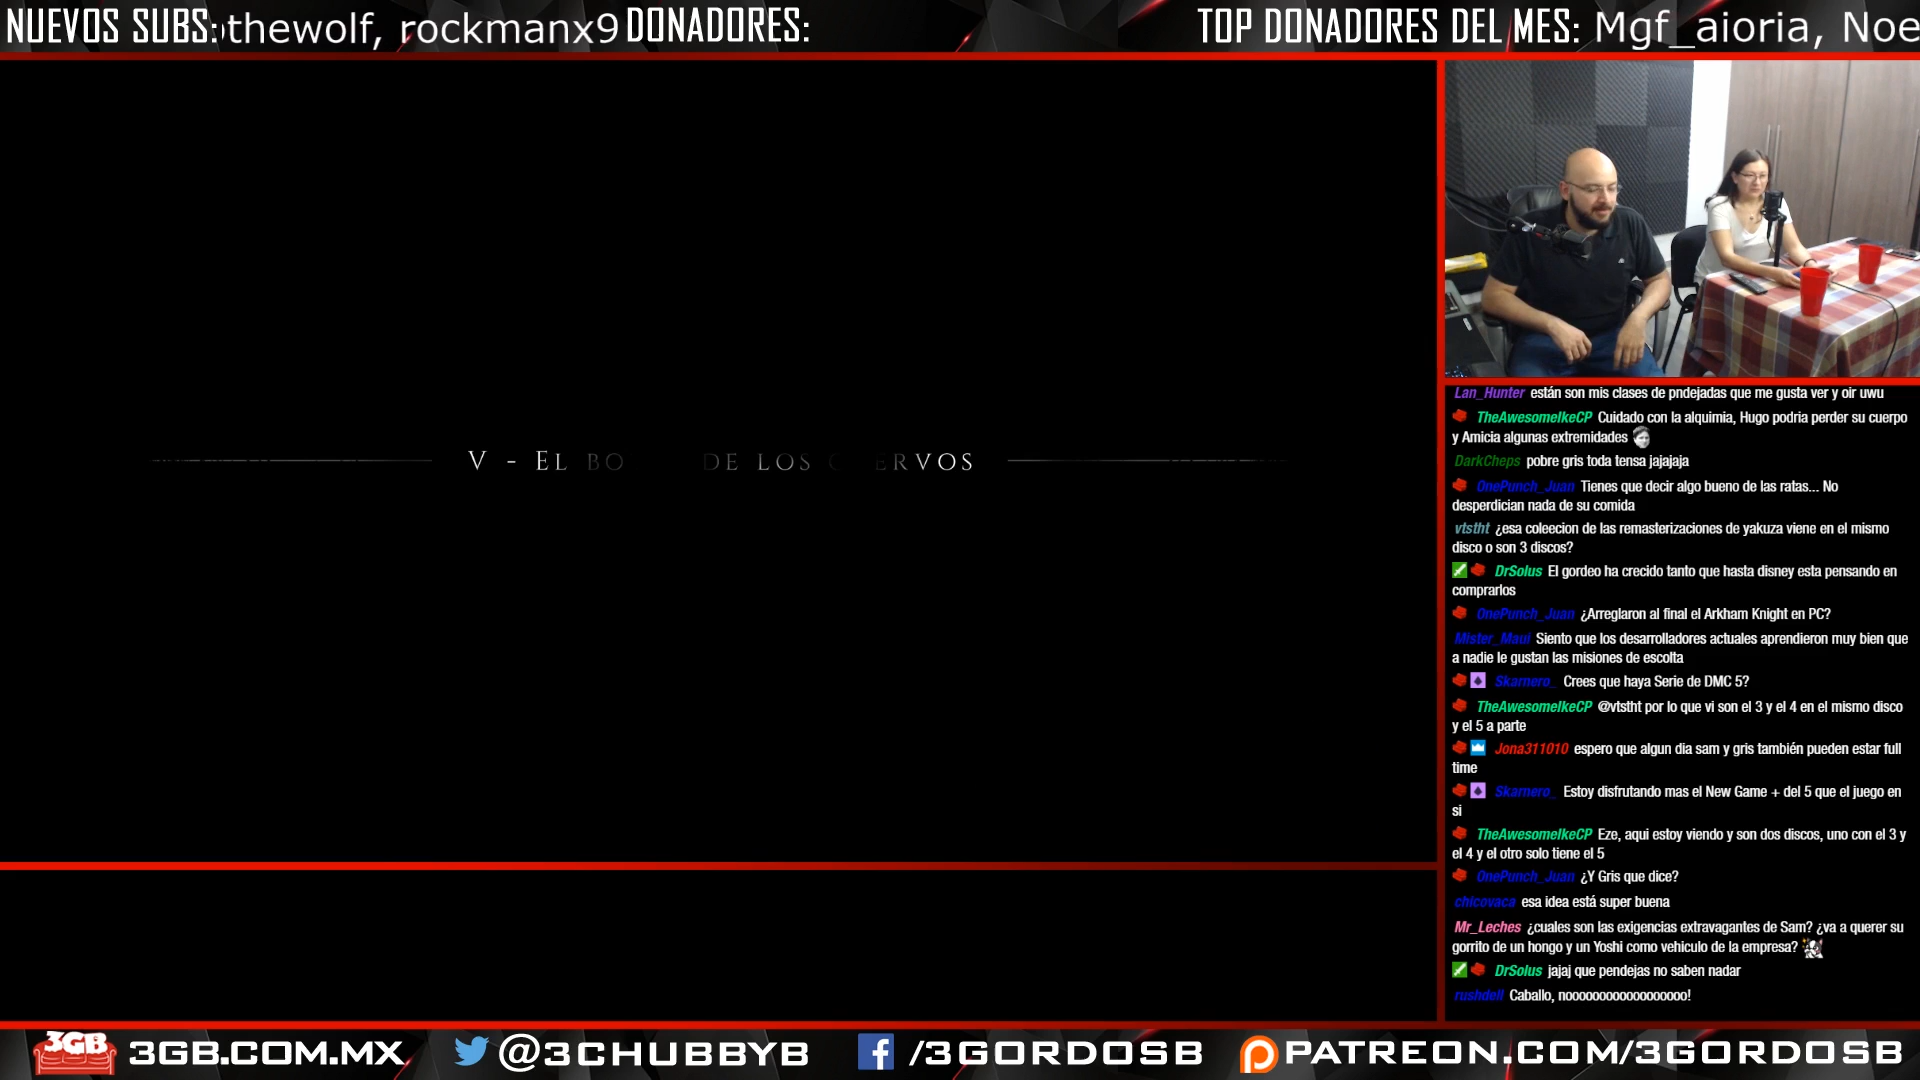 NUEVOS SUBS: thewolf, rockmanx9 DONADORES: TOP DONADORES DEL MES: Mgf_aioria, Noe
V - EL BO DE LOS ERVOS
Lan_Hunter están son mis clases de pndejadas que me gusta ver y oir uwu
TheAwesomeIkeCP Cuidado con la alquimia, Hugo podria perder su cuerpo
y Amicia algunas extremidades
DarkCheps pobre gris toda tensa jajajaja
OnePunch_Juan Tienes que decir algo bueno de las ratas... No
desperdician nada de su comida
vtstht ¿esa coleecion de las remasterizaciones de yakuza viene en el mismo
disco o son 3 discos?
DrSolus El gordeo ha crecido tanto que hasta disney esta pensando en
comprarlos
OnePunch_Juan ¿Arreglaron al final el Arkham Knight en PC?
Mister_Maui Siento que los desarrolladores actuales aprendieron muy bien que
a nadie le gustan las misiones de escolta
Skarnero_ Crees que haya Serie de DMC 5?
TheAwesomeIkeCP @vtstht por lo que vi son el 3 y el 4 en el mismo disco
y el 5 a parte
Jona311010 espero que algun dia sam y gris también pueden estar full
time
Skarnero_ Estoy disfrutando mas el New Game + del 5 que el juego en
si
TheAwesomeIkeCP Eze, aqui estoy viendo y son dos discos, uno con el 3 y
el 4 y el otro solo tiene el 5
OnePunch_Juan ¿Y Gris que dice?
chicovaca esa idea está super buena
Mr_Leches ¿cuales son las exigencias extravagantes de Sam? ¿va a querer su
gorrito de un hongo y un Yoshi como vehiculo de la empresa?
DrSolus jajaj que pendejas no saben nadar
rushdell Caballo, noooooooooooooooooo!
3GB 3GB.COM.MX @3CHUBBYB /3GORDOSB PATREON.COM/3GORDOSB